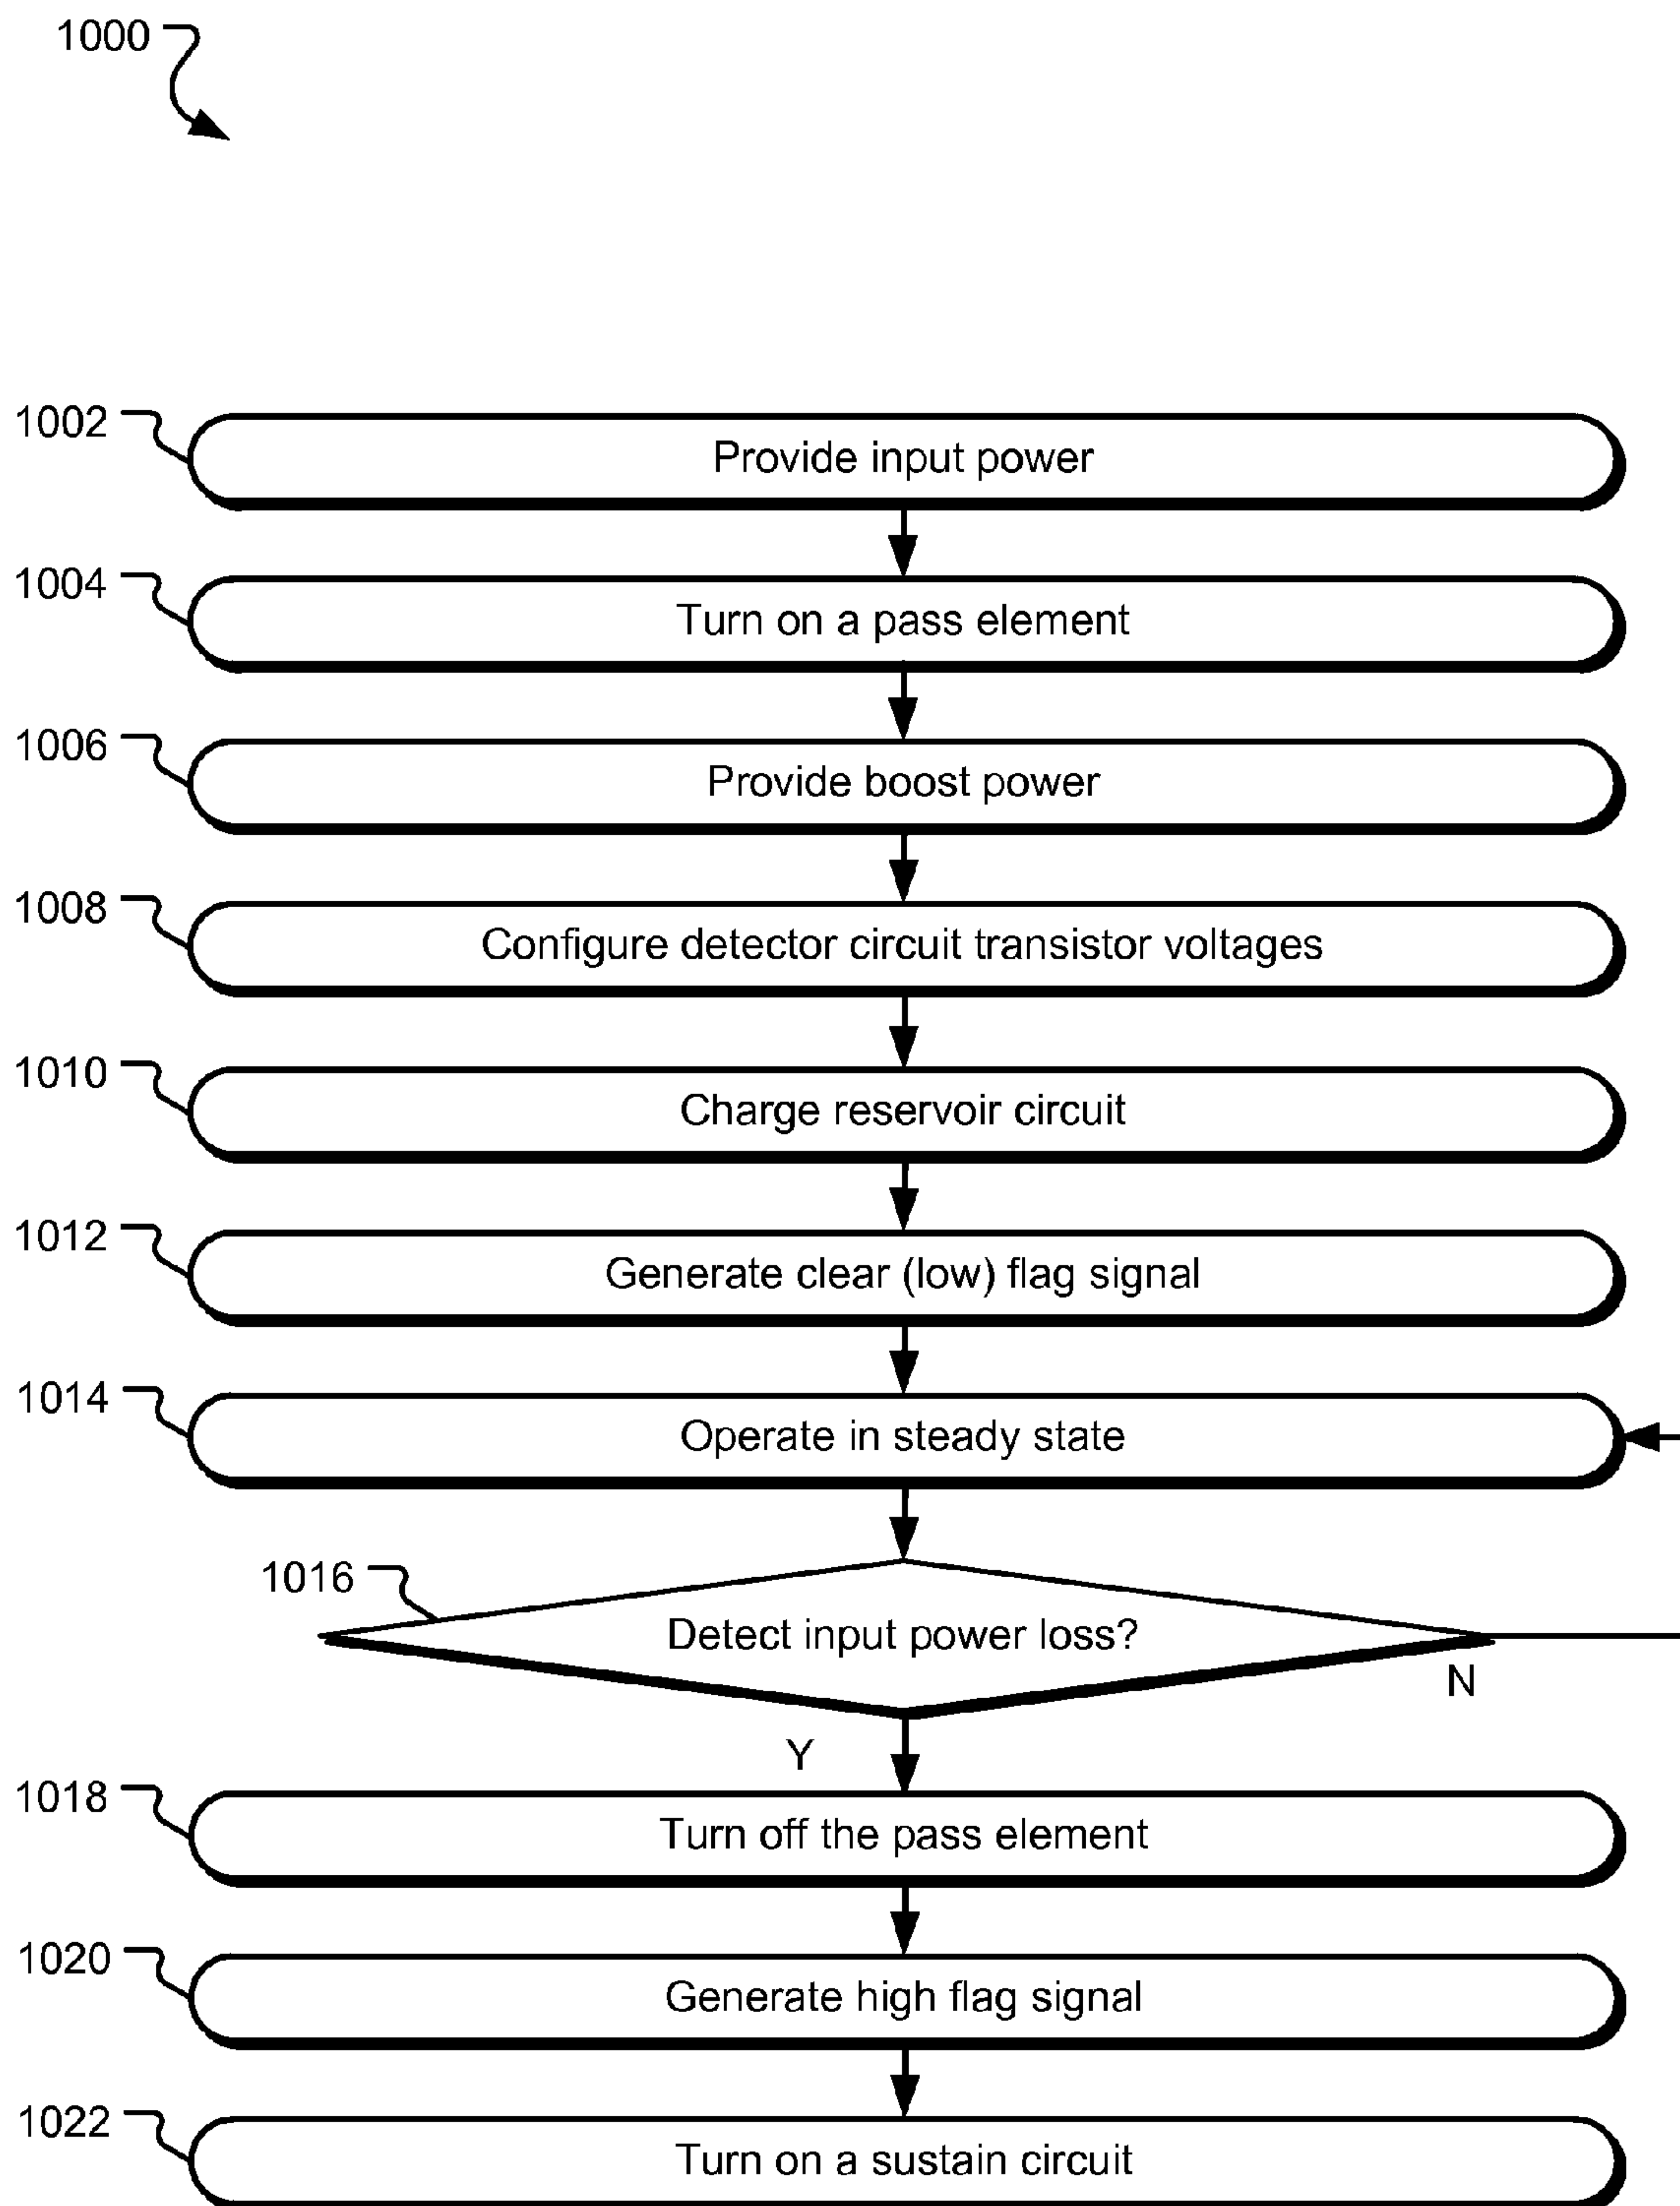 1000
1002
Provide input power
1004
Turn on a pass element
1006
Provide boost power
1008
Configure detector circuit transistor voltages
1010
Charge reservoir circuit
1012
Generate clear (low) flag signal
1014
Operate in steady state
1016
Detect input power loss?
N
Y
1018
Turn off the pass element
1020
Generate high flag signal
1022
Turn on a sustain circuit